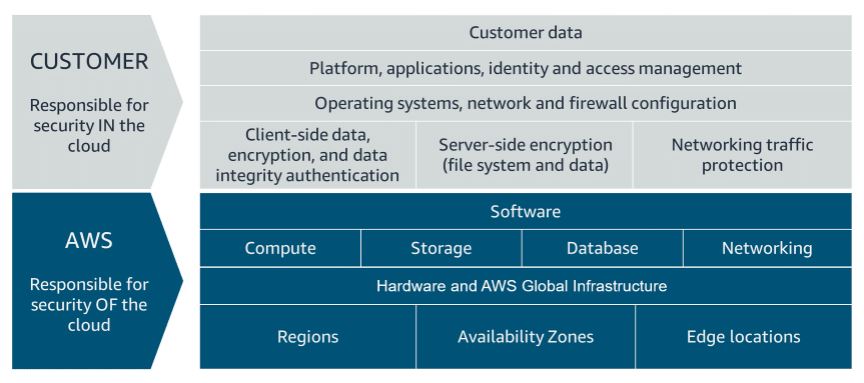 CUSTOMER
Responsible for
security IN the
cloud
Customer data
Platform, applications, identity and access management
Operating systems, network and firewall configuration
Client-side data,
encryption, and data
integrity authentication
Server-side encryption
(file system and data)
Networking traffic
protection
AWS
Responsible for
security OF the
cloud
Software
Compute
Storage
Database
Networking
Hardware and AWS Global Infrastructure
Regions
Availability Zones
Edge locations